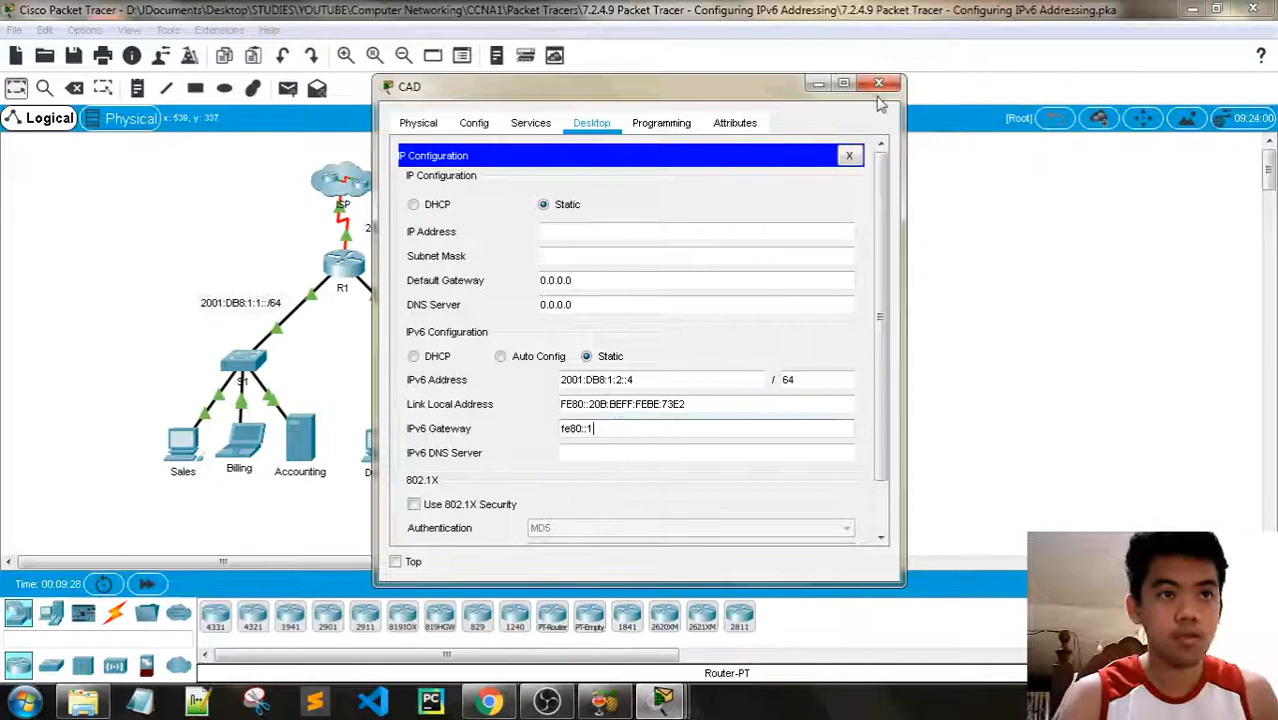 Cisco Packet Tracer - D:\JDocuments\Desktop\STUDIES\YOUTUBE\Computer Networking\CCNA1\Packet Tracers\7.2.4.9 Packet Tracer - Configuring IPv6 Addressing\7.2.4.9 Packet Tracer - Configuring IPv6 Addressing.pka
File Edit Options View Tools Extensions Help
?
Logical Physical x: 539, y: 337
[Root] 09:24:00
CAD
Physical Config Services Desktop Programming Attributes
IP Configuration X
IP Configuration
DHCP Static
IP Address
Subnet Mask
Default Gateway 0.0.0.0
DNS Server 0.0.0.0
IPv6 Configuration
DHCP Auto Config Static
IPv6 Address 2001:DB8:1:2::4 / 64
Link Local Address FE80::20B:BEFF:FEBE:73E2
IPv6 Gateway fe80::1
IPv6 DNS Server
802.1X
Use 802.1X Security
Authentication MD5
Top
ISP
2
R1
2001:DB8:1:1::/64
S1
Sales Billing Accounting D
Time: 00:09:28
4331 4321 1941 2901 2911 819IOX 819HGW 829 1240 PT-Router PT-Empty 1841 2620XM 2621XM 2811
Router-PT
PC